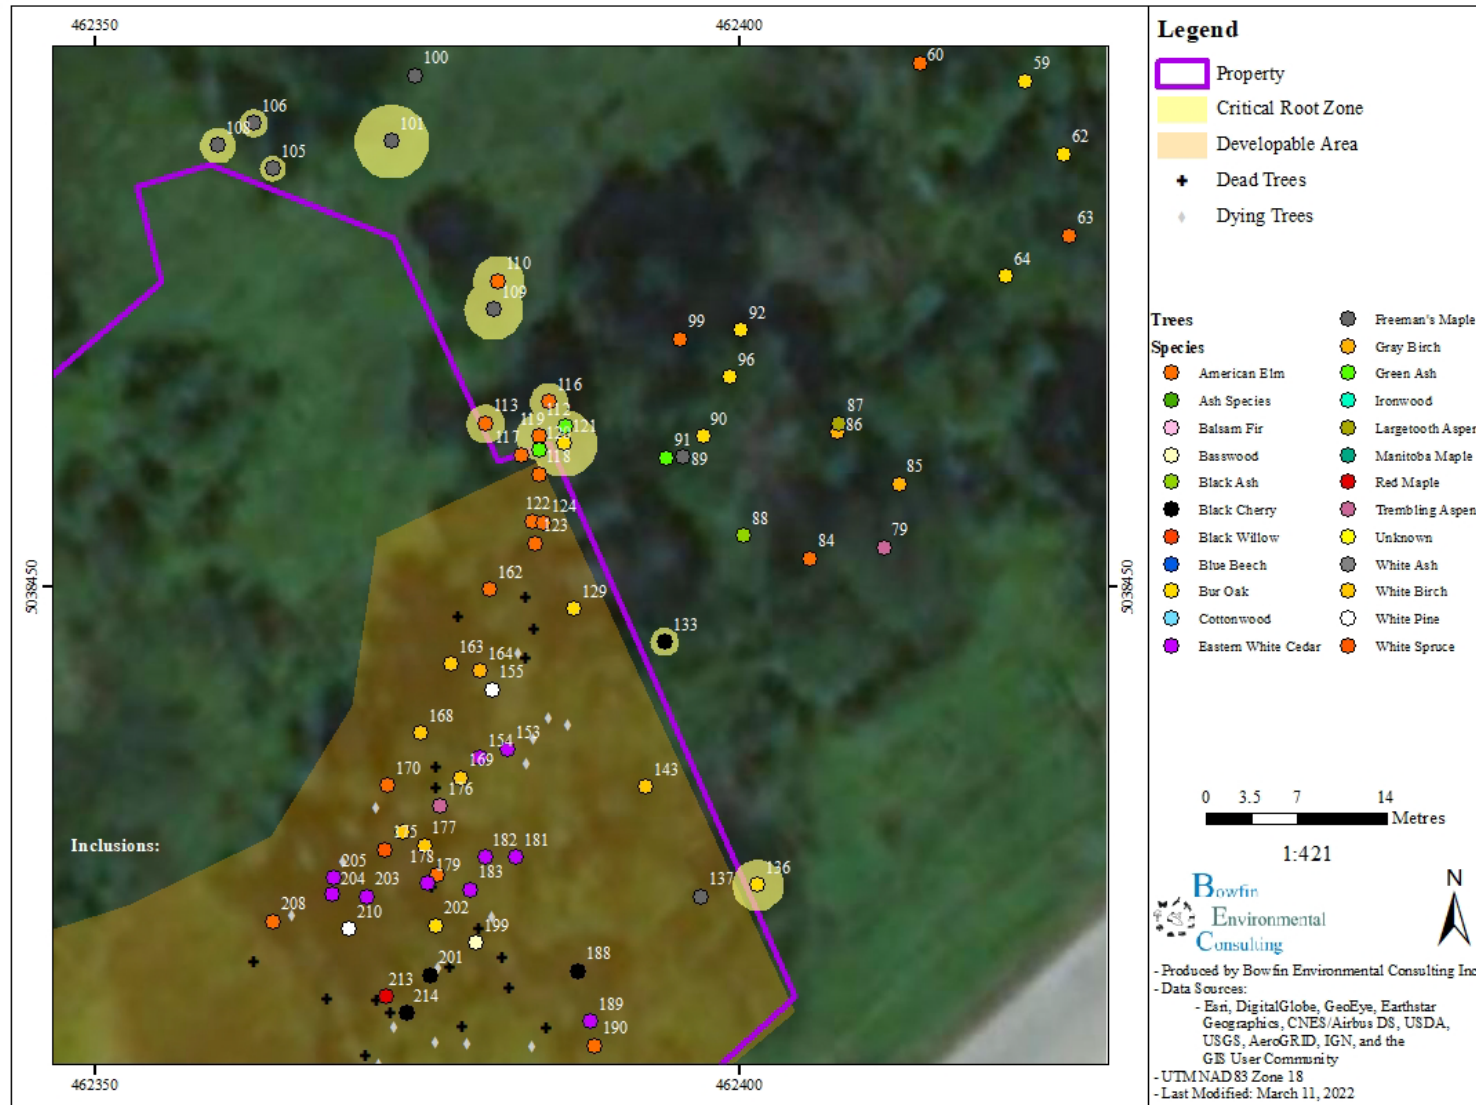 462350
462400
100
60
59
106
108
101
62
105
63
110
64
109
99
92
96
116
113
112
87
119
121
86
117
90
91
118
89
85
122
124
88
79
123
84
5038450
5038450
162
129
133
163
164
155
168
153
154
169
143
170
176
177
175
182
181
178
205
179
183
136
204
203
137
208
210
202
199
201
188
213
214
189
190
Inclusions:
462350
462400
Legend
Property
Critical Root Zone
Developable Area
Dead Trees
Dying Trees
Trees
Species
American Elm
Ash Species
Balsam Fir
Basswood
Black Ash
Black Cherry
Black Willow
Blue Beech
Bur Oak
Cottonwood
Eastern White Cedar
Freeman's Maple
Gray Birch
Green Ash
Ironwood
Largetooth Aspen
Manitoba Maple
Red Maple
Trembling Aspen
Unknown
White Ash
White Birch
White Pine
White Spruce
0 3.5 7 14
Metres
1:421
N
Bowfin
Environmental
Consulting
- Produced by Bowfin Environmental Consulting Inc
- Data Sources:
- Esri, DigitalGlobe, GeoEye, Earthstar
Geographics, CNES/Airbus DS, USDA,
USGS, AeroGRID, IGN, and the
GIS User Community
- UTM NAD83 Zone 18
- Last Modified: March 11, 2022